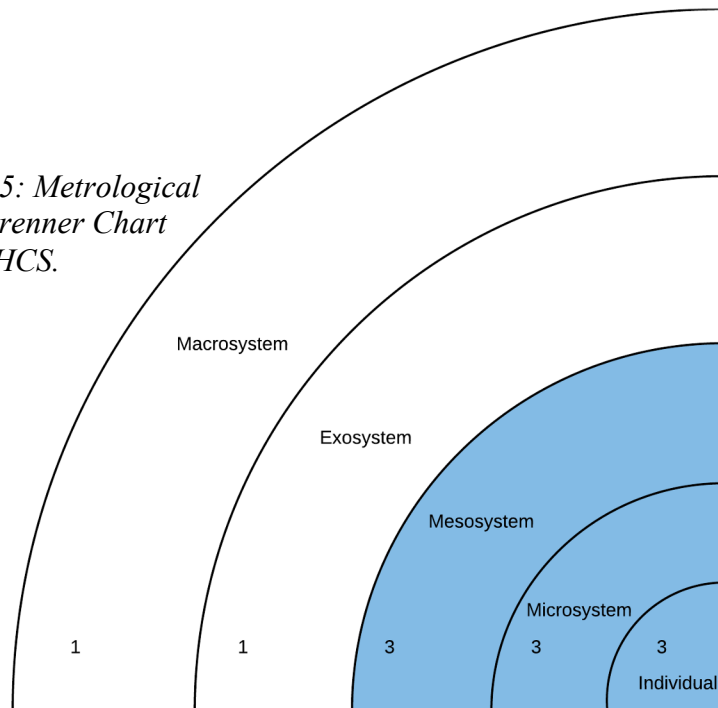 5: Metrological
renner Chart
HCS.
Macrosystem
Exosystem
Mesosystem
Microsystem
1 1 3 3 3
Individual